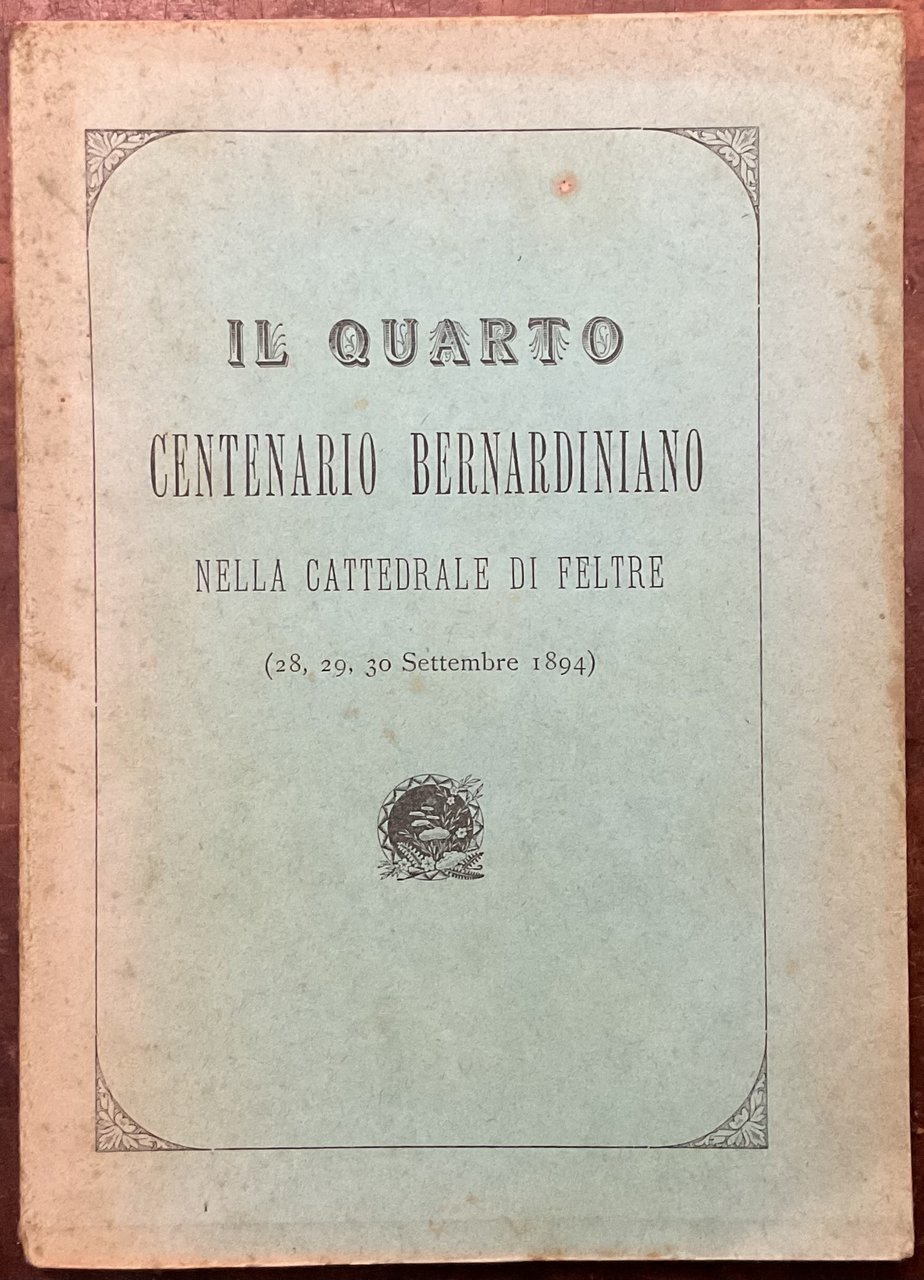 IL QUARTO
CENTENARIO BERNARDINIANO
NELLA CATTEDRALE DI FELTRE
(28, 29, 30 Settembre 1894)